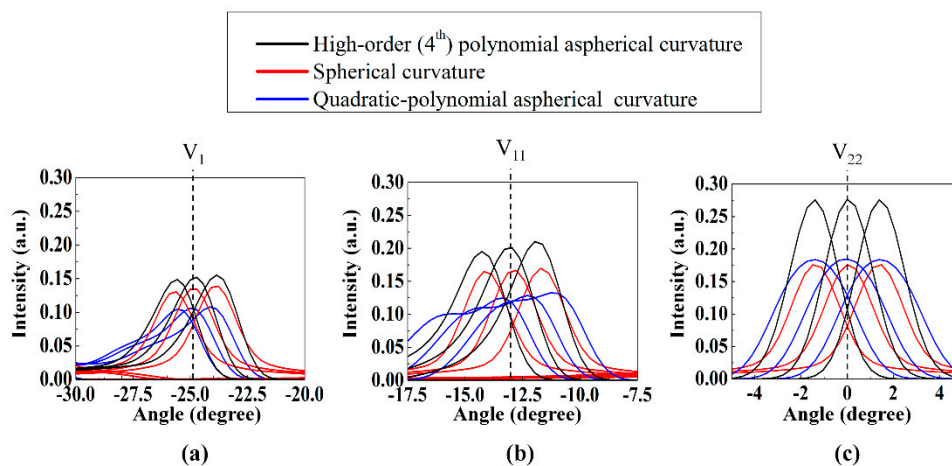 High-order (4th) polynomial aspherical curvature
Spherical curvature
Quadratic-polynomial aspherical curvature
V1
V11
V22
Intensity (a.u.)
0.30
0.25
0.20
0.15
0.10
0.05
0.00
-30.0 -27.5 -25.0 -22.5 -20.0
Angle (degree)
(a)
Intensity (a.u.)
0.30
0.25
0.20
0.15
0.10
0.05
0.00
-17.5 -15.0 -12.5 -10.0 -7.5
Angle (degree)
(b)
Intensity (a.u.)
0.30
0.25
0.20
0.15
0.10
0.05
0.00
-4 -2 0 2 4
Angle (degree)
(c)